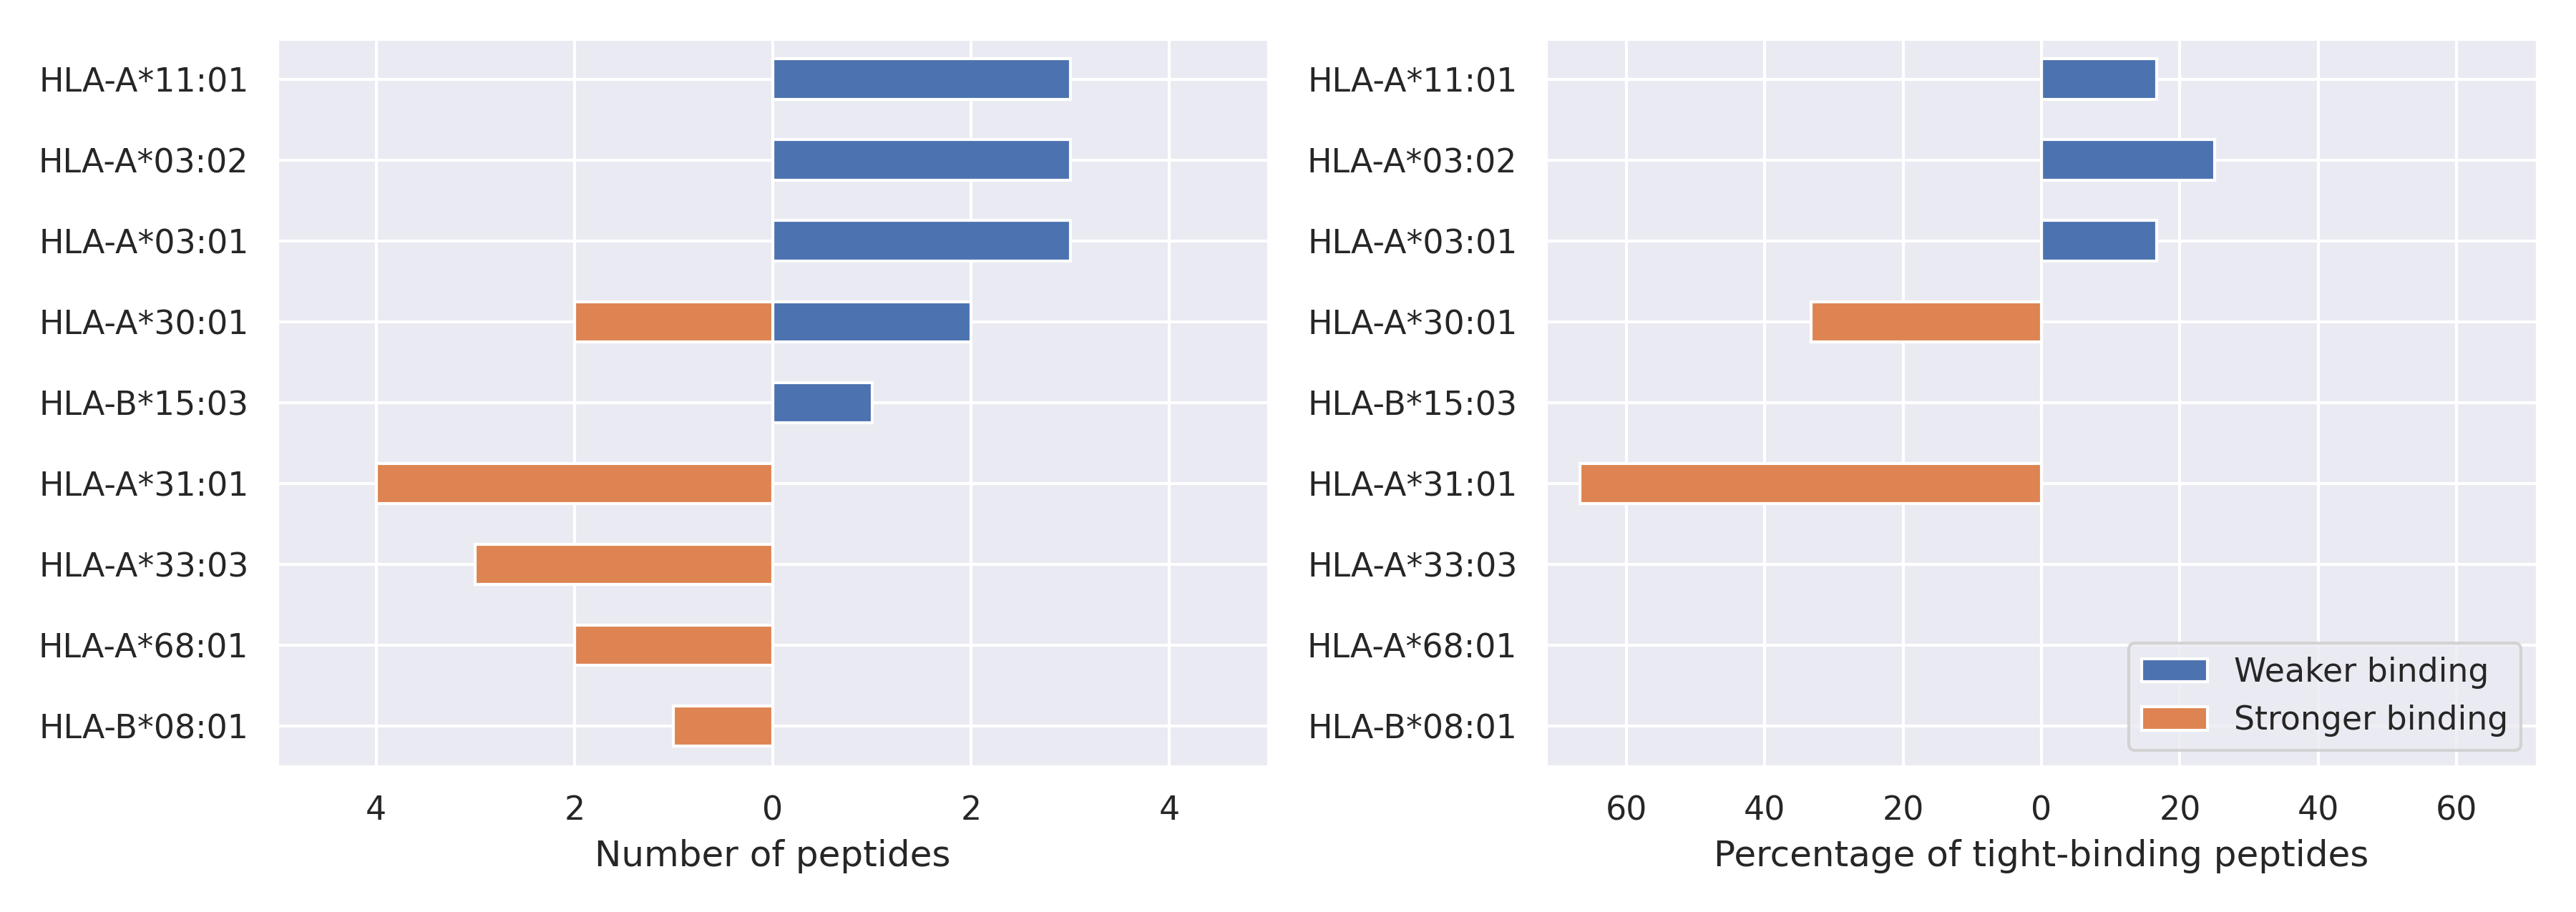 HLA-A*11:01
HLA-A*03:02
HLA-A*03:01
HLA-A*30:01
HLA-B*15:03
HLA-A*31:01
HLA-A*33:03
HLA-A*68:01
HLA-B*08:01
4 2 0 2 4
Number of peptides
HLA-A*11:01
HLA-A*03:02
HLA-A*03:01
HLA-A*30:01
HLA-B*15:03
HLA-A*31:01
HLA-A*33:03
HLA-A*68:01
HLA-B*08:01
Weaker binding
Stronger binding
60 40 20 0 20 40 60
Percentage of tight-binding peptides